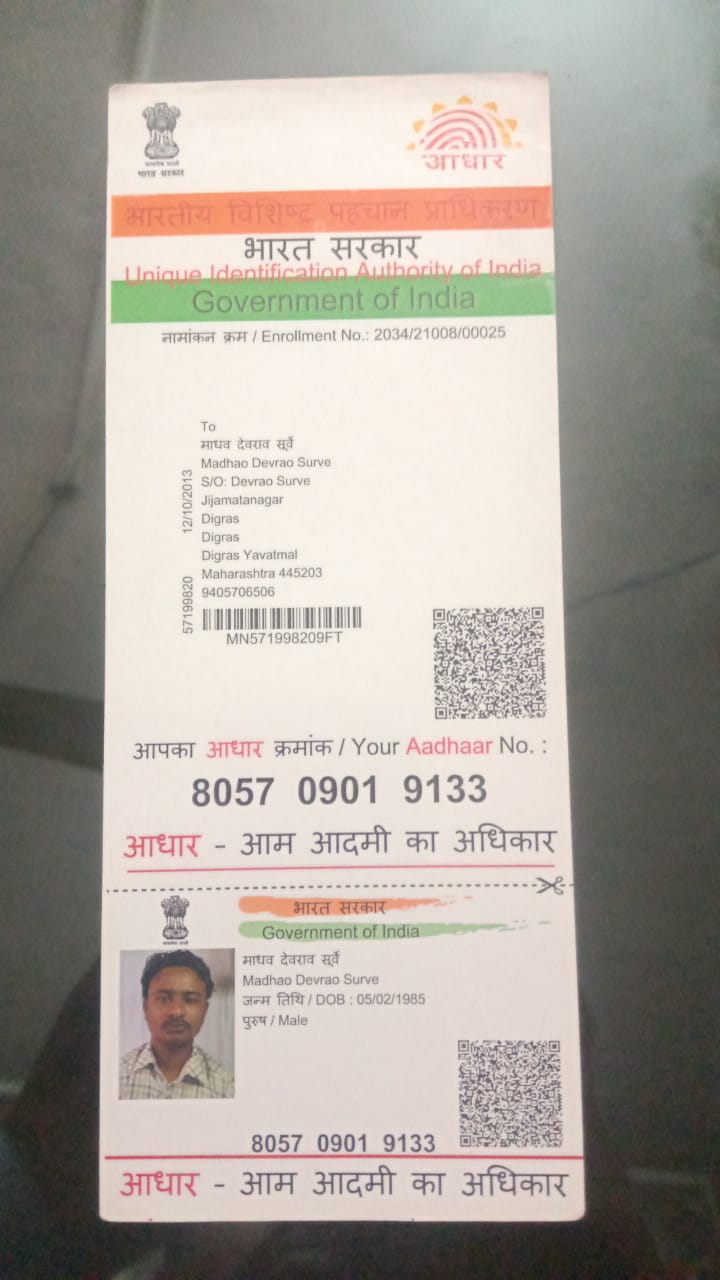 सत्यमेव जयते
भारत सरकार
आधार
भारतीय विशिष्ट पहचान प्राधिकरण
भारत सरकार
Unique Identification Authority of India
Government of India
नामांकन क्रम / Enrollment No.: 2034/21008/00025
To
माधव देवराव सूर्वे
Madhao Devrao Surve
S/O: Devrao Surve
Jijamatanagar
Digras
Digras
Digras Yavatmal
Maharashtra 445203
9405706506
12/10/2013
57199820
MN571998209FT
आपका आधार क्रमांक / Your Aadhaar No. :
8057 0901 9133
आधार - आम आदमी का अधिकार
सत्यमेव जयते
भारत सरकार
Government of India
माधव देवराव सूर्वे
Madhao Devrao Surve
जन्म तिथि / DOB : 05/02/1985
पुरुष / Male
8057 0901 9133
आधार - आम आदमी का अधिकार